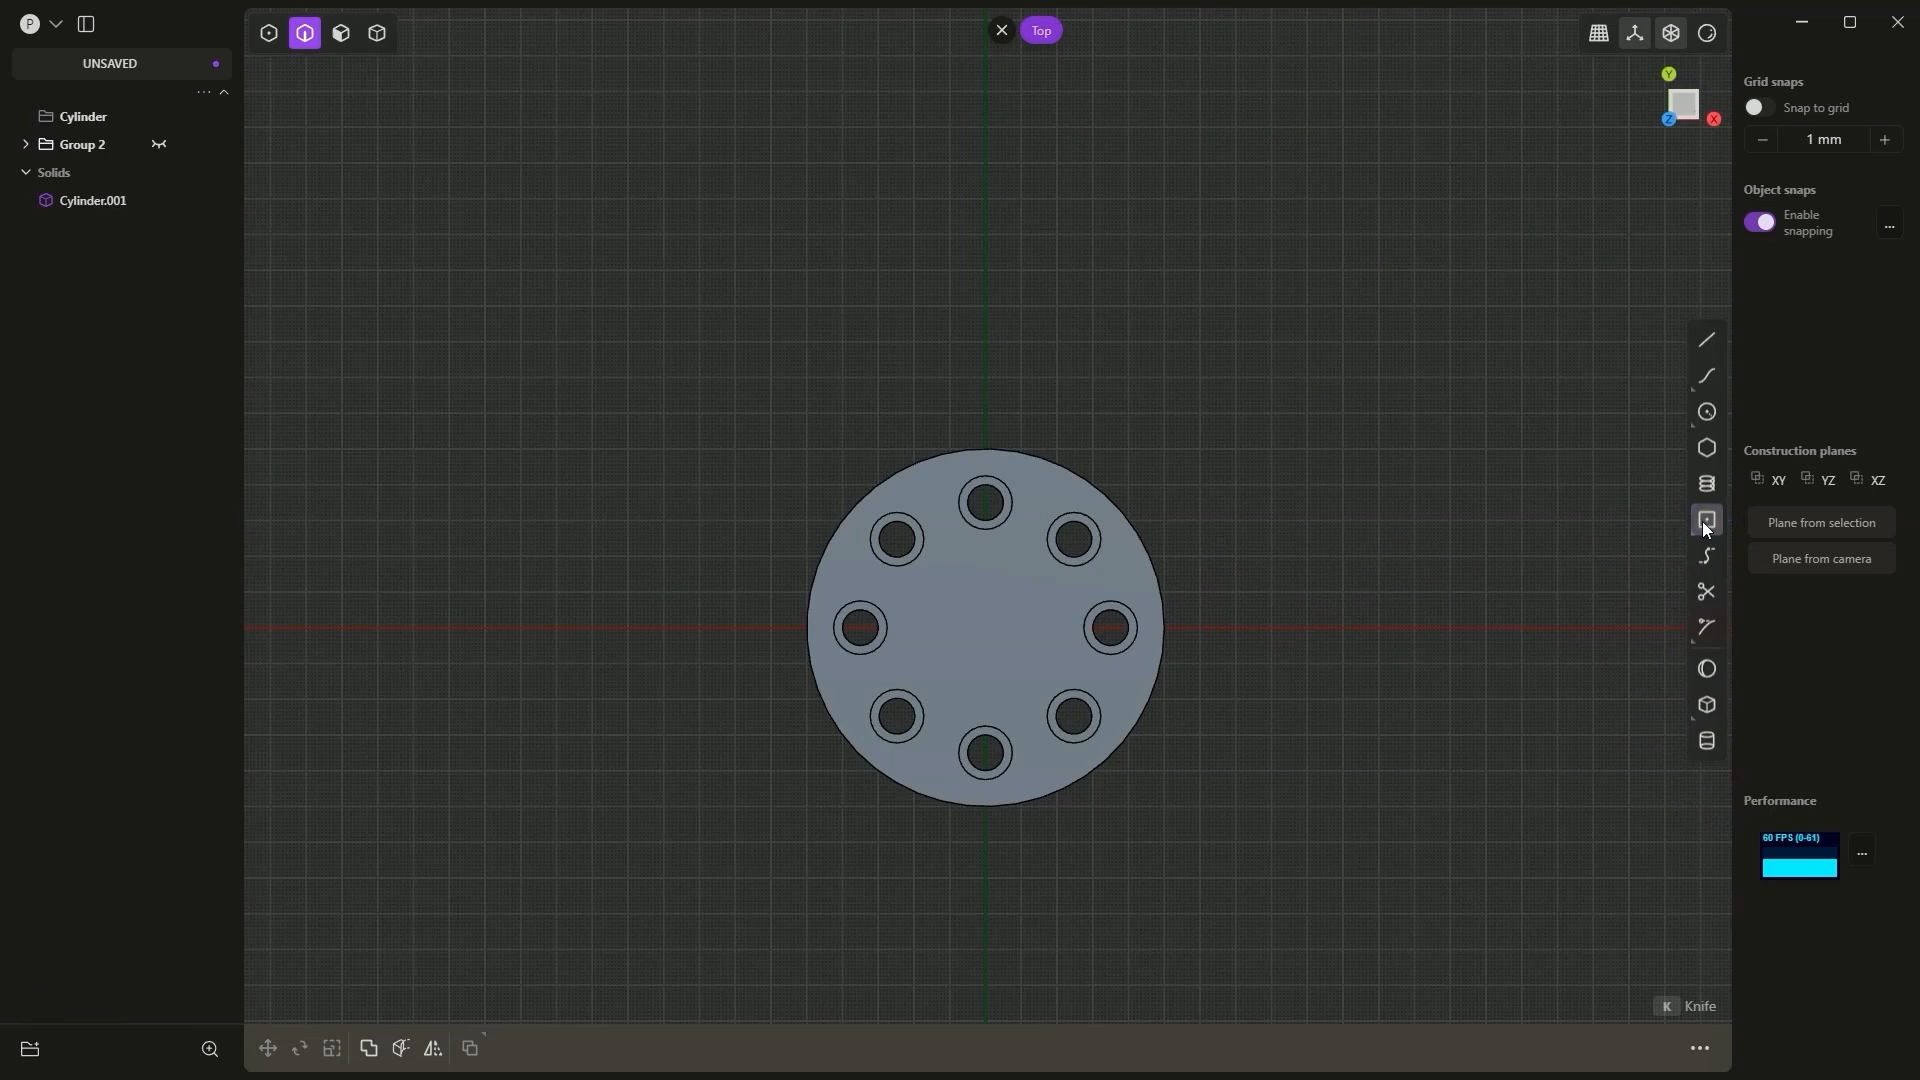 P
UNSAVED
...
Cylinder
Group 2
Solids
Cylinder.001
Top
Y
Z
X
Grid snaps
Snap to grid
1 mm
Object snaps
Enable
snapping
...
Construction planes
XY
YZ
XZ
Plane from selection
Plane from camera
Performance
60 FPS (0-61)
...
K Knife